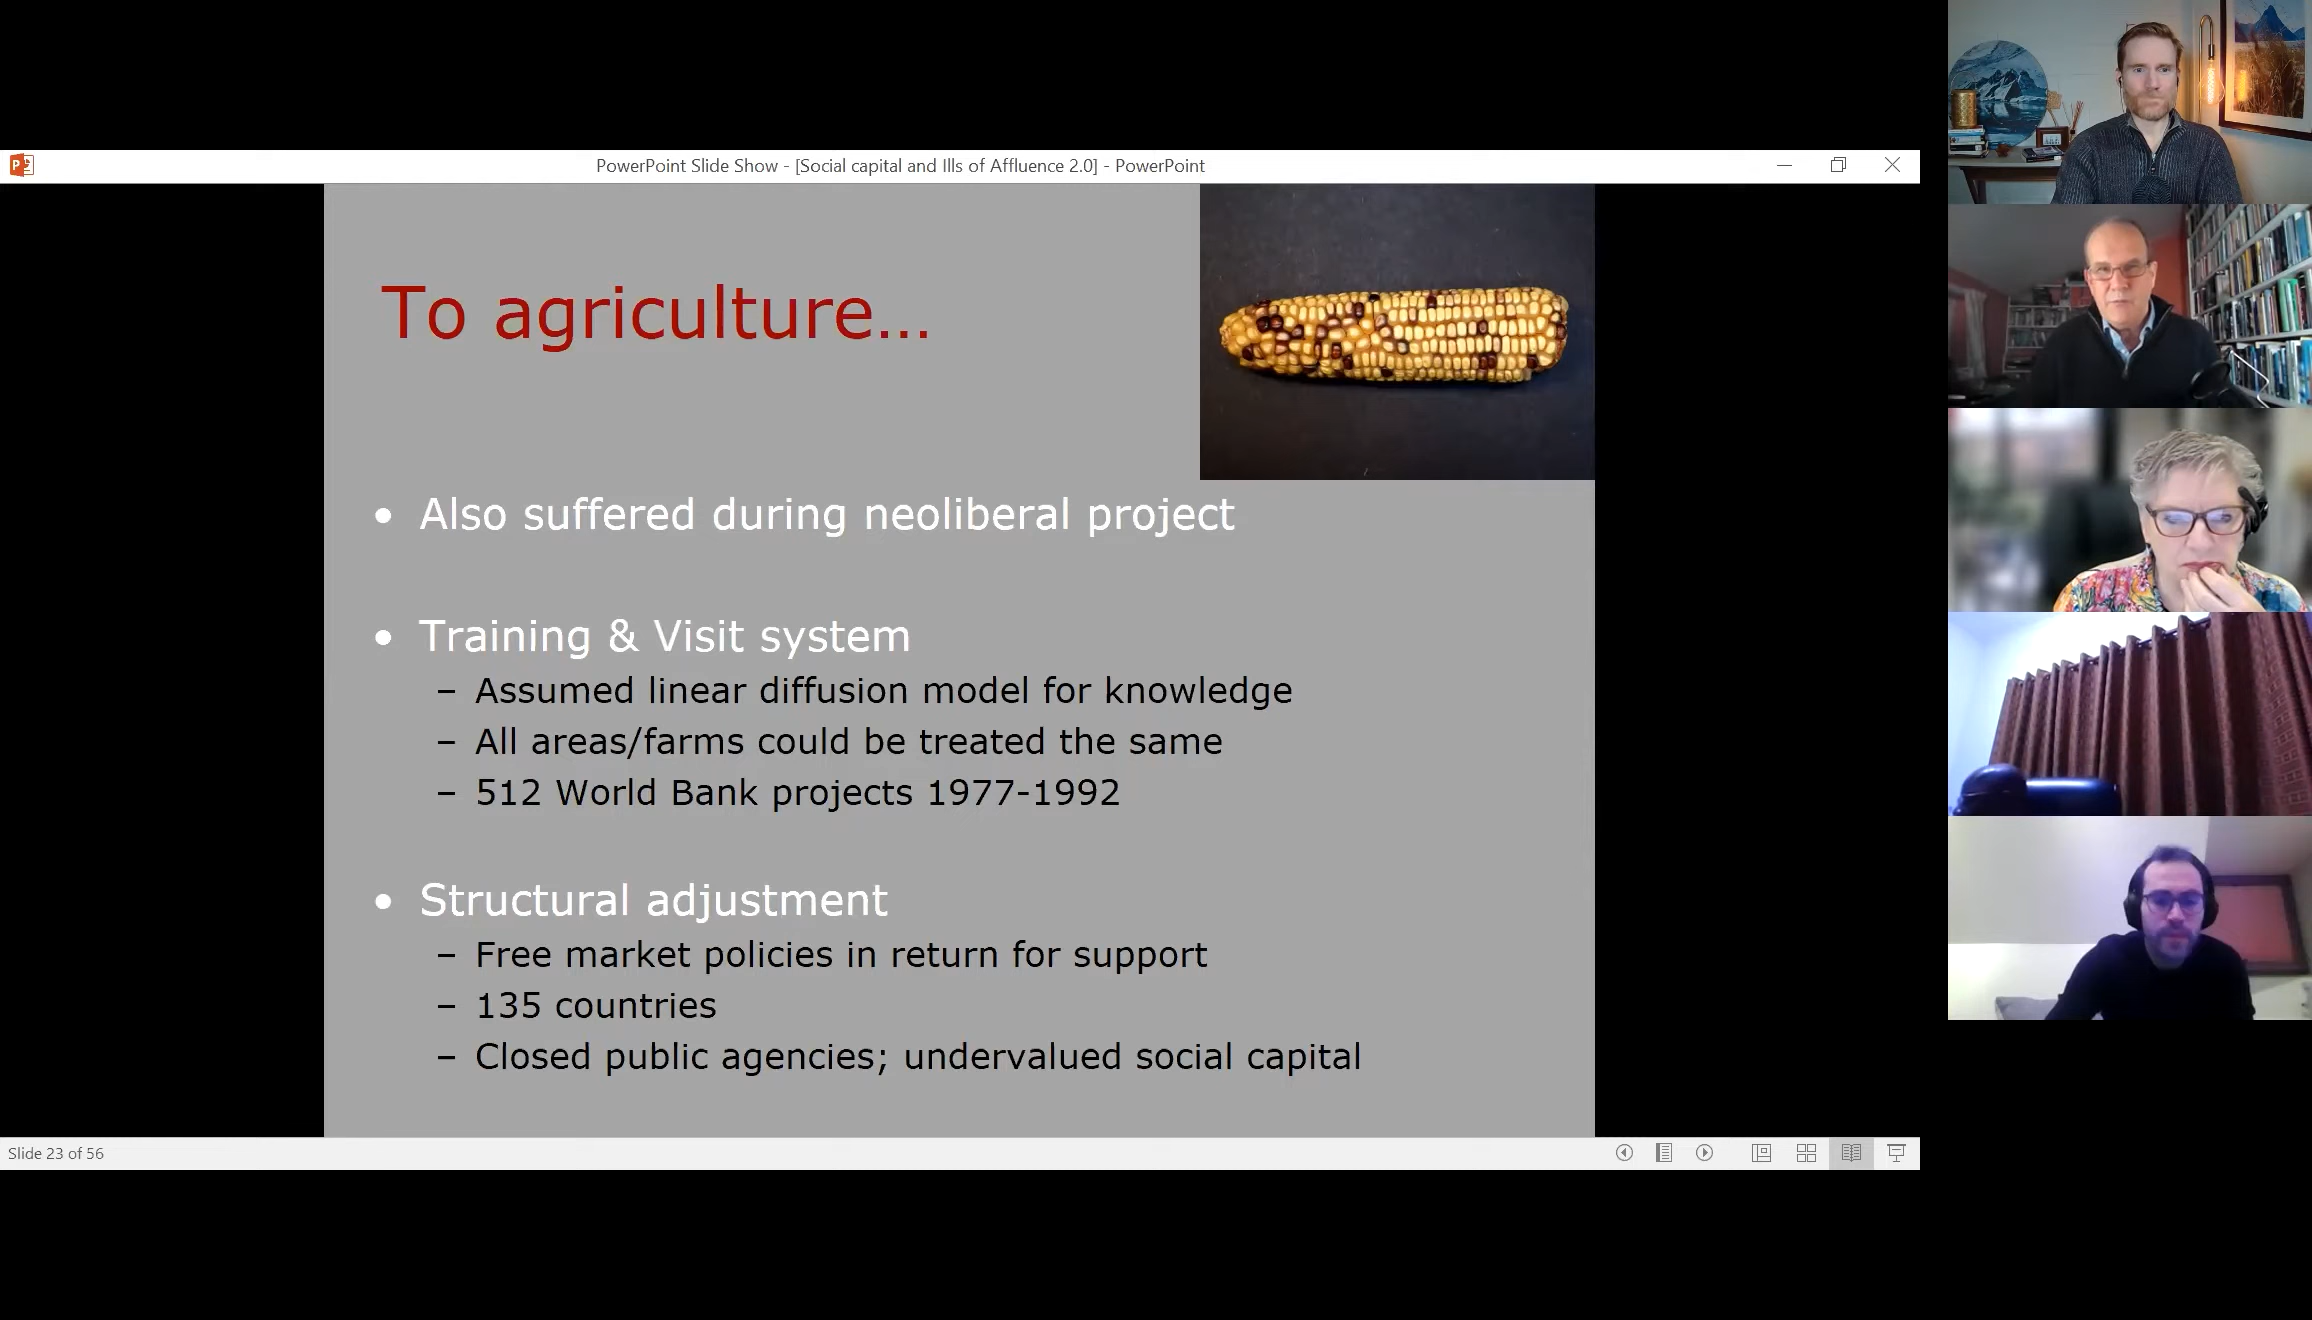 PowerPoint Slide Show - [Social capital and Ills of Affluence 2.0] - PowerPoint
To agriculture...
• Also suffered during neoliberal project
• Training & Visit system
– Assumed linear diffusion model for knowledge
– All areas/farms could be treated the same
– 512 World Bank projects 1977-1992
• Structural adjustment
– Free market policies in return for support
– 135 countries
– Closed public agencies; undervalued social capital
Slide 23 of 56